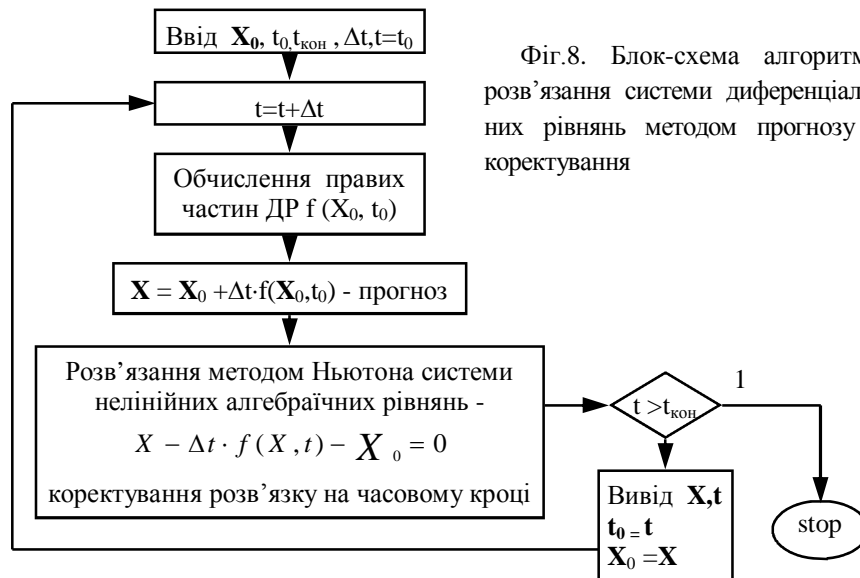 Ввід X₀, t₀,tкон , Δt,t=t₀
Фіг.8. Блок-схема алгоритм
розв'язання системи диференціал
них рівнянь методом прогнозу
коректування
t=t+Δt
Обчислення правих
частин ДР f (X₀, t₀)
X = X₀ +Δt·f(X₀,t₀) - прогноз
Розв’язання методом Ньютона системи
нелінійних алгебраїчних рівнянь -
X − Δt · f (X , t) − X ₀ = 0
коректування розв’язку на часовому кроці
t >tкон
1
Вивід X,t
t₀ = t
X₀ =X
stop